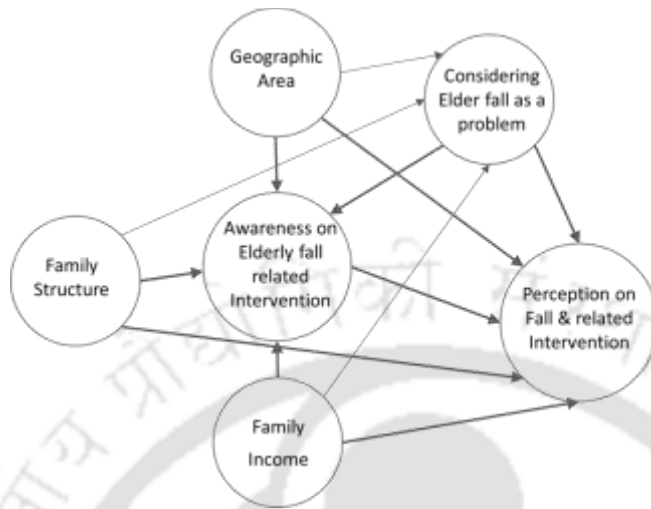 Geographic
Area
Considering
Elder fall as a
problem
Awareness on
Elderly fall
related
Intervention
Family
Structure
Perception on
Fall & related
Intervention
Family
Income